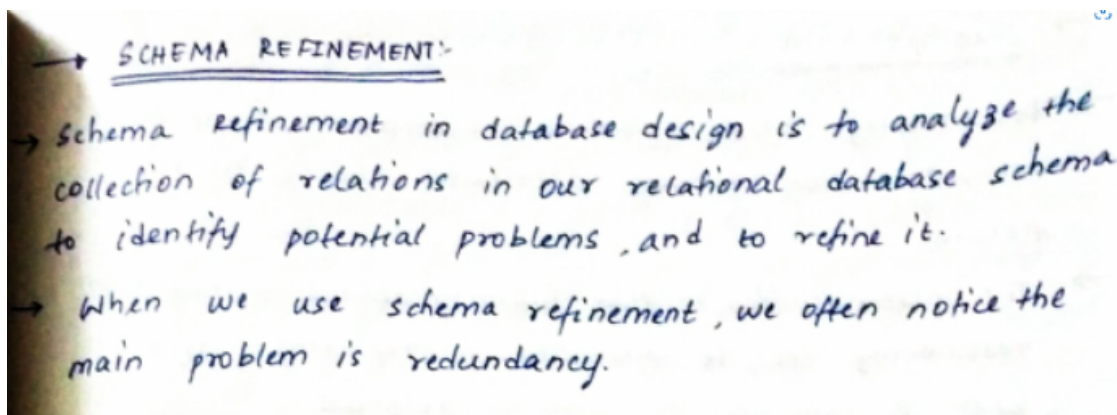 → SCHEMA REFINEMENT:-
→ Schema Refinement in database design is to analyze the
collection of relations in our relational database schema
to identify potential problems, and to refine it.
→ When we use schema refinement, we often notice the
main problem is redundancy.